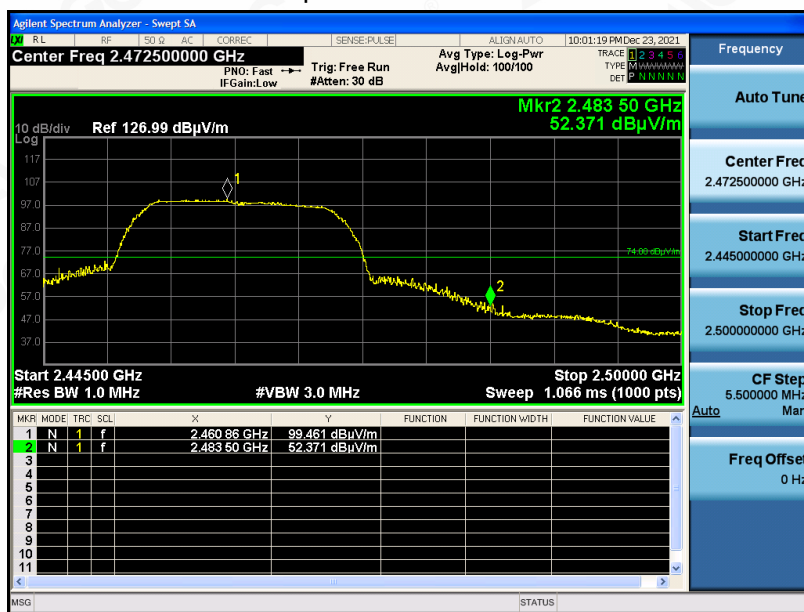 Agilent Spectrum Analyzer - Swept SA
LXI RL RF 50 Ω AC CORREC SENSE:PULSE ALIGN AUTO 10:01:19 PM Dec 23, 2021
Center Freq 2.472500000 GHz
PNO: Fast
IFGain:Low
Trig: Free Run
#Atten: 30 dB
Avg Type: Log-Pwr
Avg|Hold: 100/100
TRACE 1 2 3 4 5 6
TYPE M WWWWW
DET P N N N N N
Mkr2 2.483 50 GHz
52.371 dBµV/m
10 dB/div Ref 126.99 dBµV/m
Log
117
107
97.0
87.0
77.0
67.0
57.0
47.0
37.0
1
74.00 dBµV/m
2
Start 2.44500 GHz Stop 2.50000 GHz
#Res BW 1.0 MHz #VBW 3.0 MHz Sweep 1.066 ms (1000 pts)
MKR MODE TRC SCL X Y FUNCTION FUNCTION WIDTH FUNCTION VALUE
1 N 1 f 2.460 86 GHz 99.461 dBµV/m
2 N 1 f 2.483 50 GHz 52.371 dBµV/m
3
4
5
6
7
8
9
10
11
MSG STATUS
Frequency
Auto Tune
Center Freq
2.472500000 GHz
Start Freq
2.445000000 GHz
Stop Freq
2.500000000 GHz
CF Step
5.500000 MHz
Auto Man
Freq Offset
0 Hz